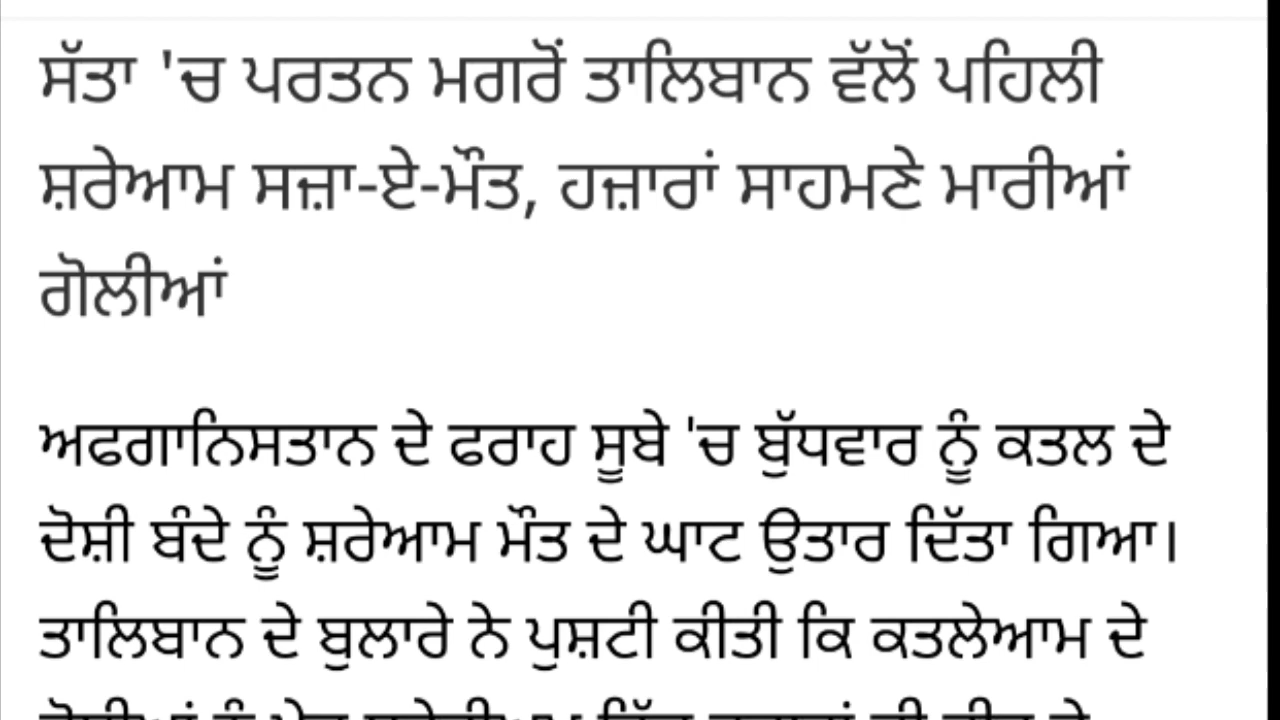 ਸੱਤਾ 'ਚ ਪਰਤਨ ਮਗਰੋਂ ਤਾਲਿਬਾਨ ਵੱਲੋਂ ਪਹਿਲੀ
ਸ਼ਰੇਆਮ ਸਜ਼ਾ-ਏ-ਮੌਤ, ਹਜ਼ਾਰਾਂ ਸਾਹਮਣੇ ਮਾਰੀਆਂ
ਗੋਲੀਆਂ
ਅਫਗਾਨਿਸਤਾਨ ਦੇ ਫਰਾਹ ਸੂਬੇ 'ਚ ਬੁੱਧਵਾਰ ਨੂੰ ਕਤਲ ਦੇ
ਦੋਸ਼ੀ ਬੰਦੇ ਨੂੰ ਸ਼ਰੇਆਮ ਮੌਤ ਦੇ ਘਾਟ ਉਤਾਰ ਦਿੱਤਾ ਗਿਆ।
ਤਾਲਿਬਾਨ ਦੇ ਬੁਲਾਰੇ ਨੇ ਪੁਸ਼ਟੀ ਕੀਤੀ ਕਿ ਕਤਲੇਆਮ ਦੇ